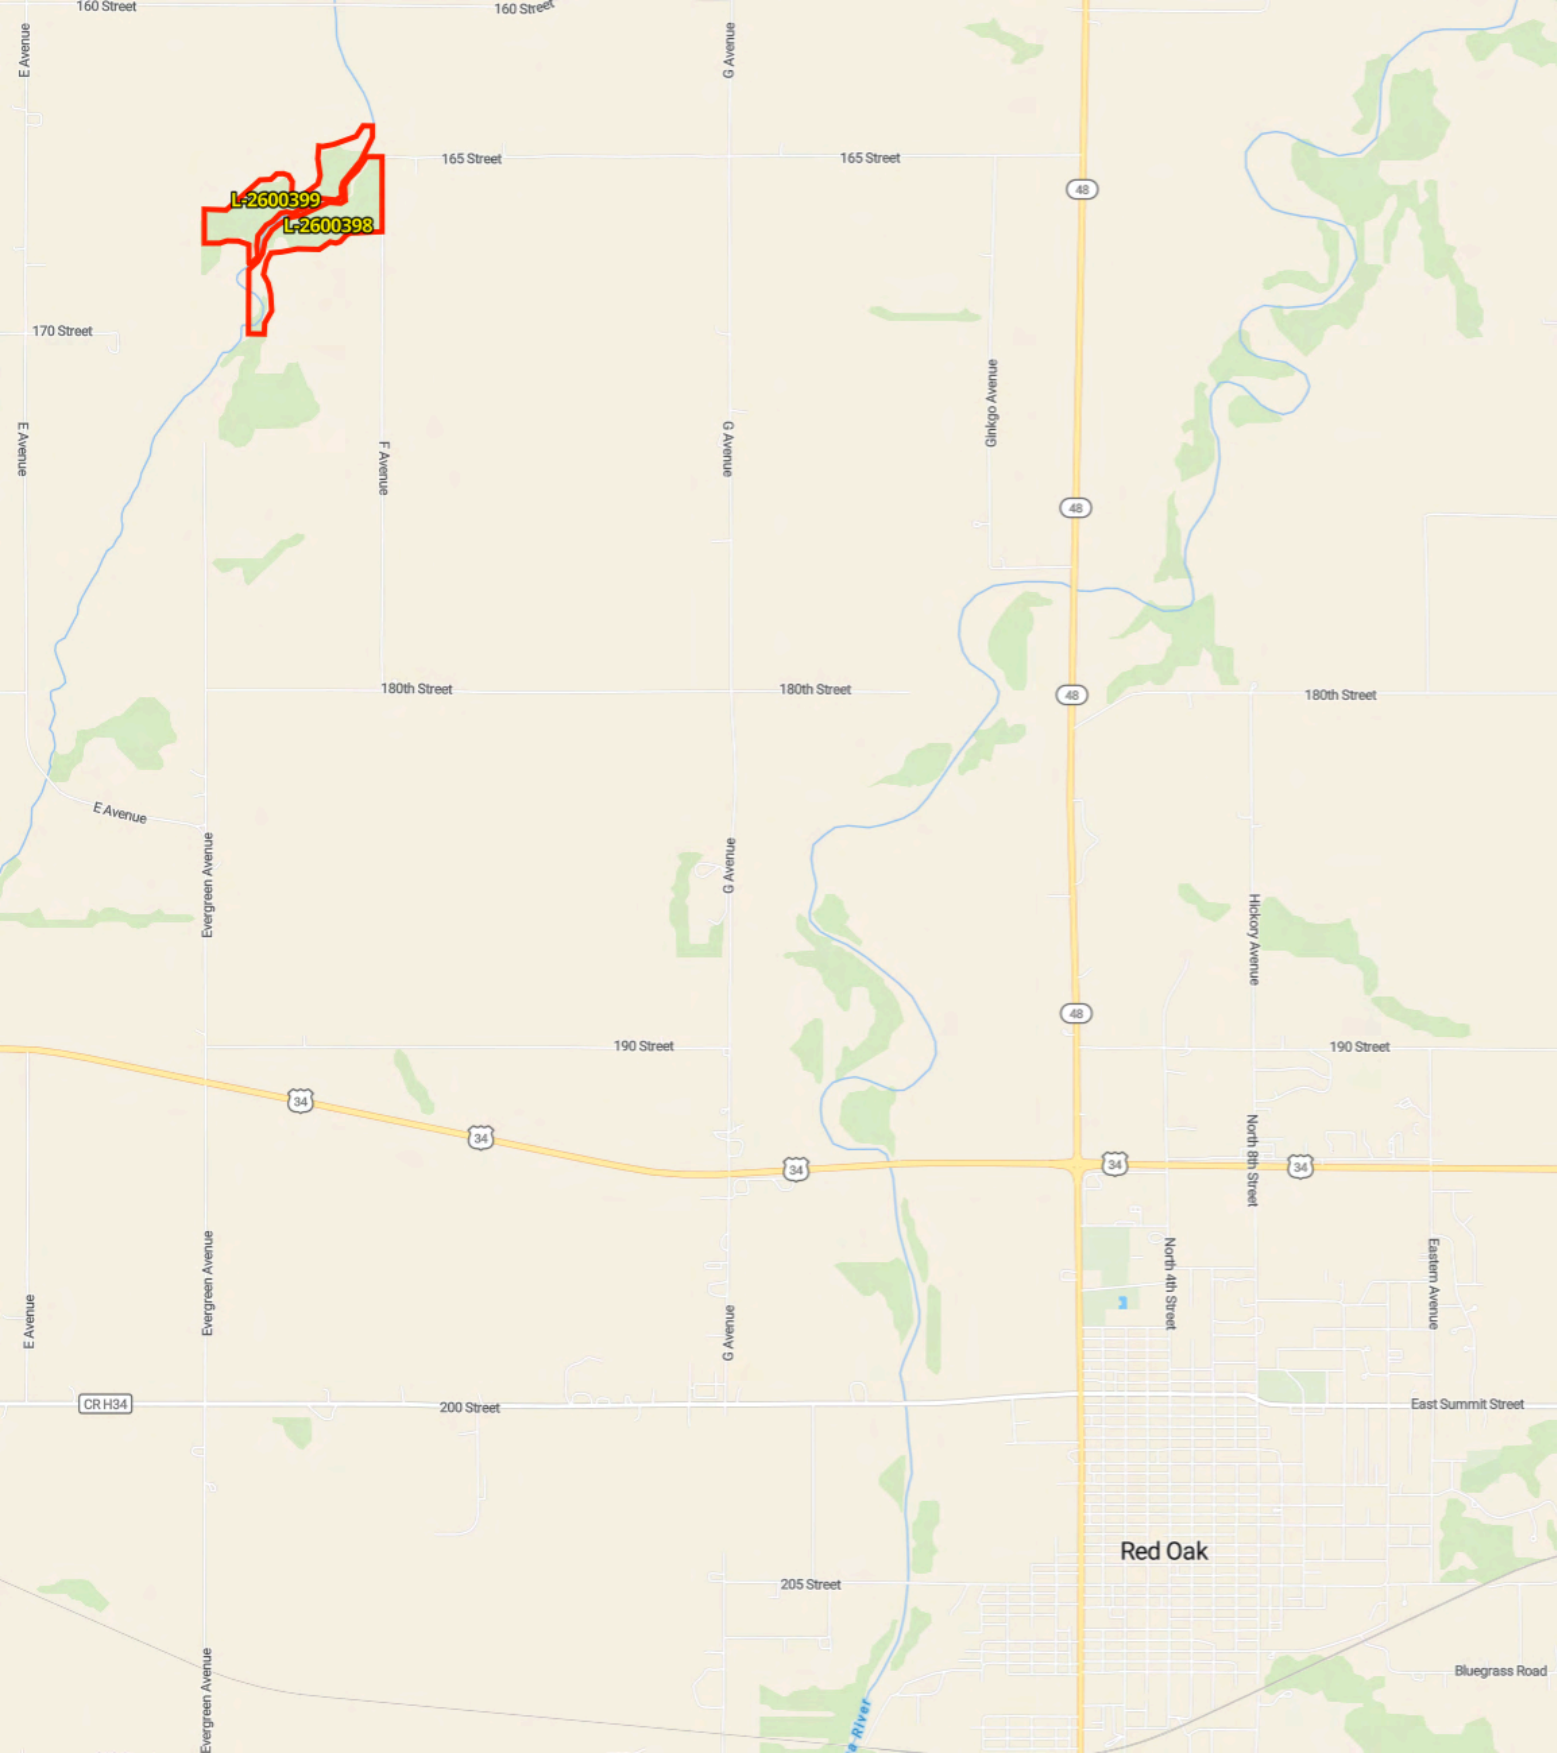 160 Street
160 Street
E Avenue
G Avenue
165 Street
165 Street
48
L-2600399
L-2600398
170 Street
Ginkgo Avenue
E Avenue
F Avenue
G Avenue
48
180th Street
180th Street
48
180th Street
E Avenue
Evergreen Avenue
G Avenue
Hickory Avenue
48
190 Street
190 Street
34
34
34
34
34
North 8th Street
Evergreen Avenue
North 4th Street
Eastern Avenue
E Avenue
G Avenue
CR H34
200 Street
East Summit Street
Red Oak
205 Street
Bluegrass Road
Evergreen Avenue
River